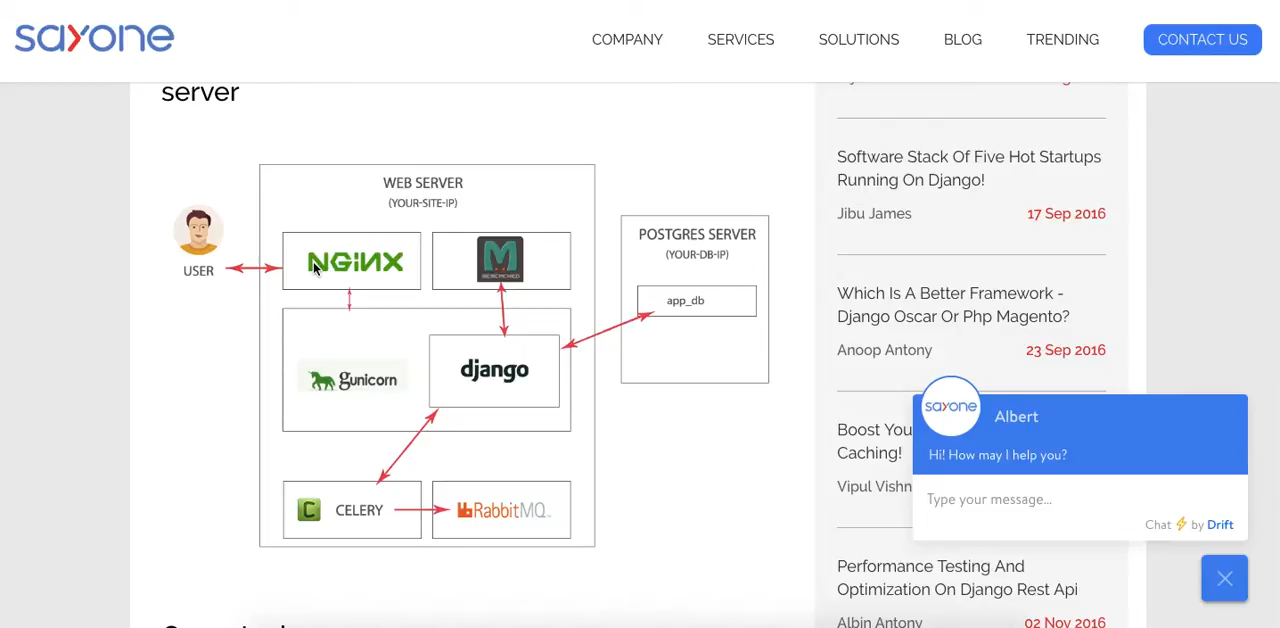 sayone
COMPANY
SERVICES
SOLUTIONS
BLOG
TRENDING
CONTACT US
server
WEB SERVER
(YOUR-SITE-IP)
USER
NGiNX
M
MEMCACHED
gunicorn
django
CELERY
C
RabbitMQ
POSTGRES SERVER
(YOUR-DB-IP)
app_db
Software Stack Of Five Hot Startups
Running On Django!
Jibu James
17 Sep 2016
Which Is A Better Framework -
Django Oscar Or Php Magento?
Anoop Antony
23 Sep 2016
Boost You
Caching!
Vipul Vishn
Performance Testing And
Optimization On Django Rest Api
Albin Antony
02 Nov 2016
sayone
Albert
Hi! How may I help you?
Type your message...
Chat by Drift